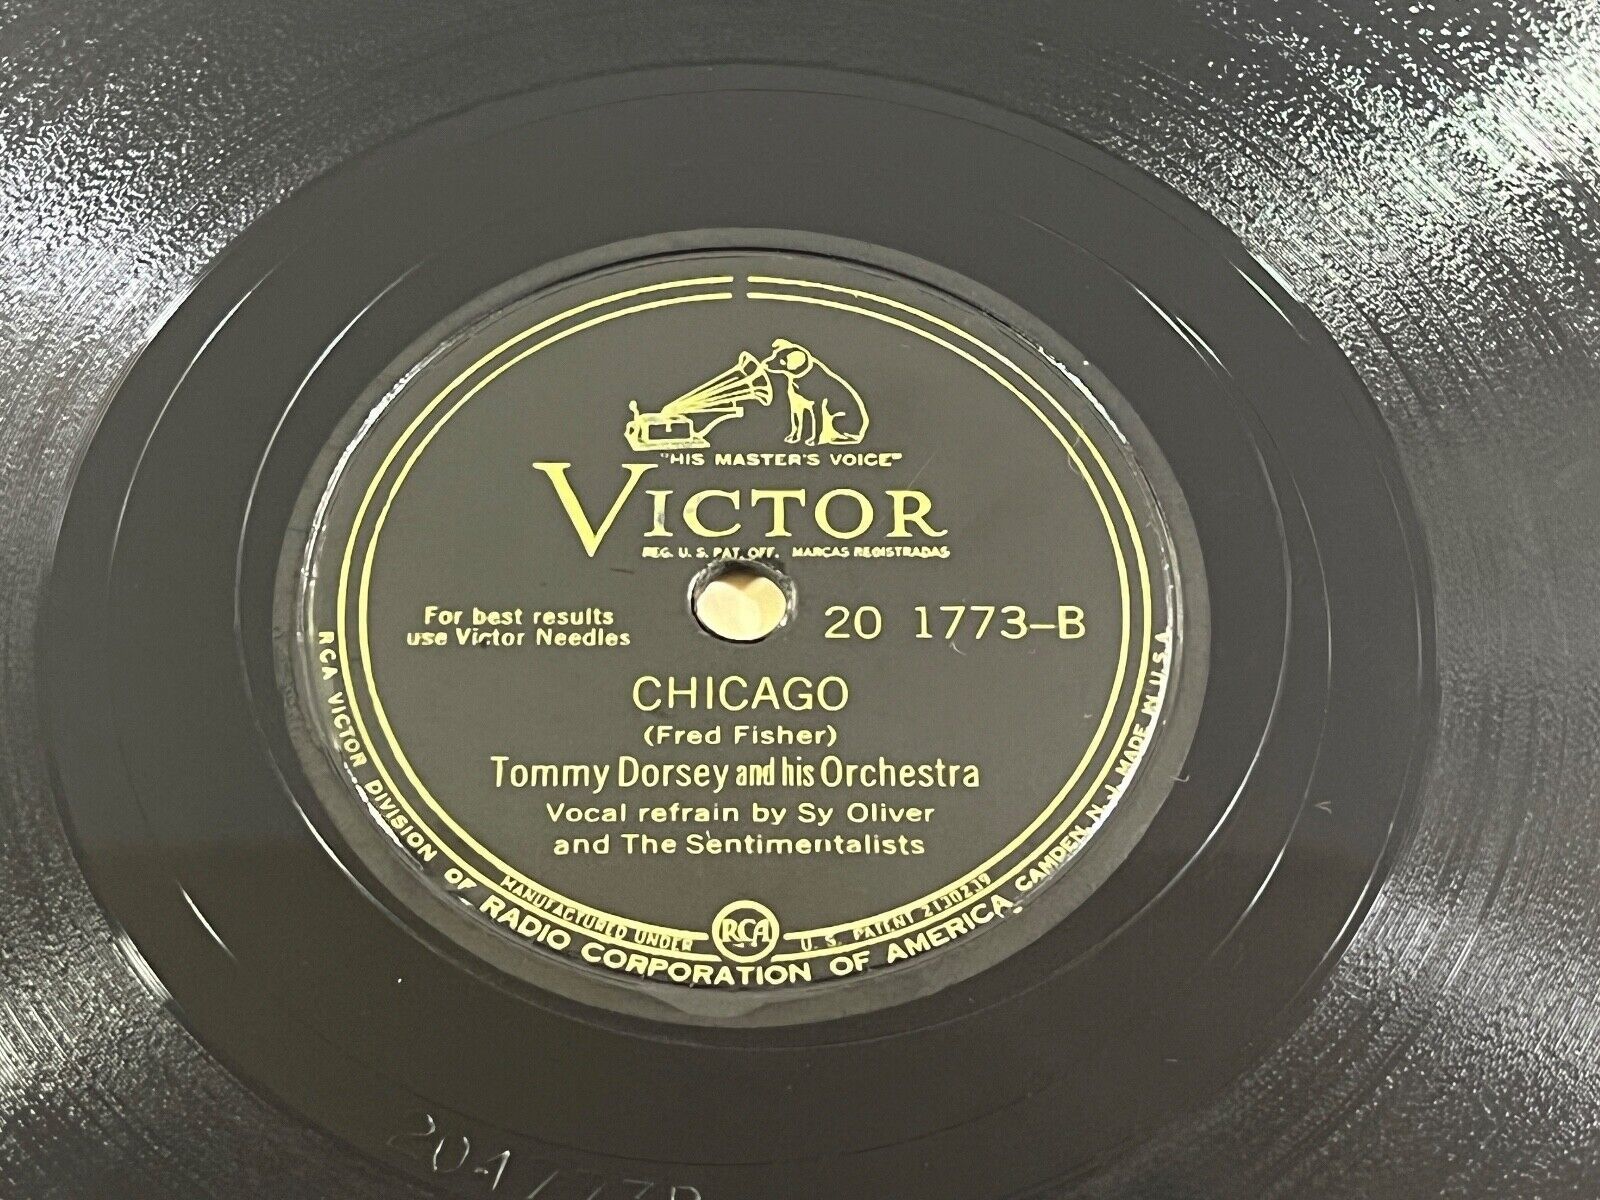 "HIS MASTER'S VOICE"
VICTOR
REG. U. S. PAT. OFF. MARCAS REGISTRADAS
For best results
use Victor Needles
20 1773-B
CHICAGO
(Fred Fisher)
Tommy Dorsey and his Orchestra
Vocal refrain by Sy Oliver
and The Sentimentalists
MANUFACTURED UNDER
RCA
U. S. PATENT 2130239
RCA VICTOR DIVISION OF RADIO CORPORATION OF AMERICA, CAMDEN, N. J. MADE IN U.S.A.